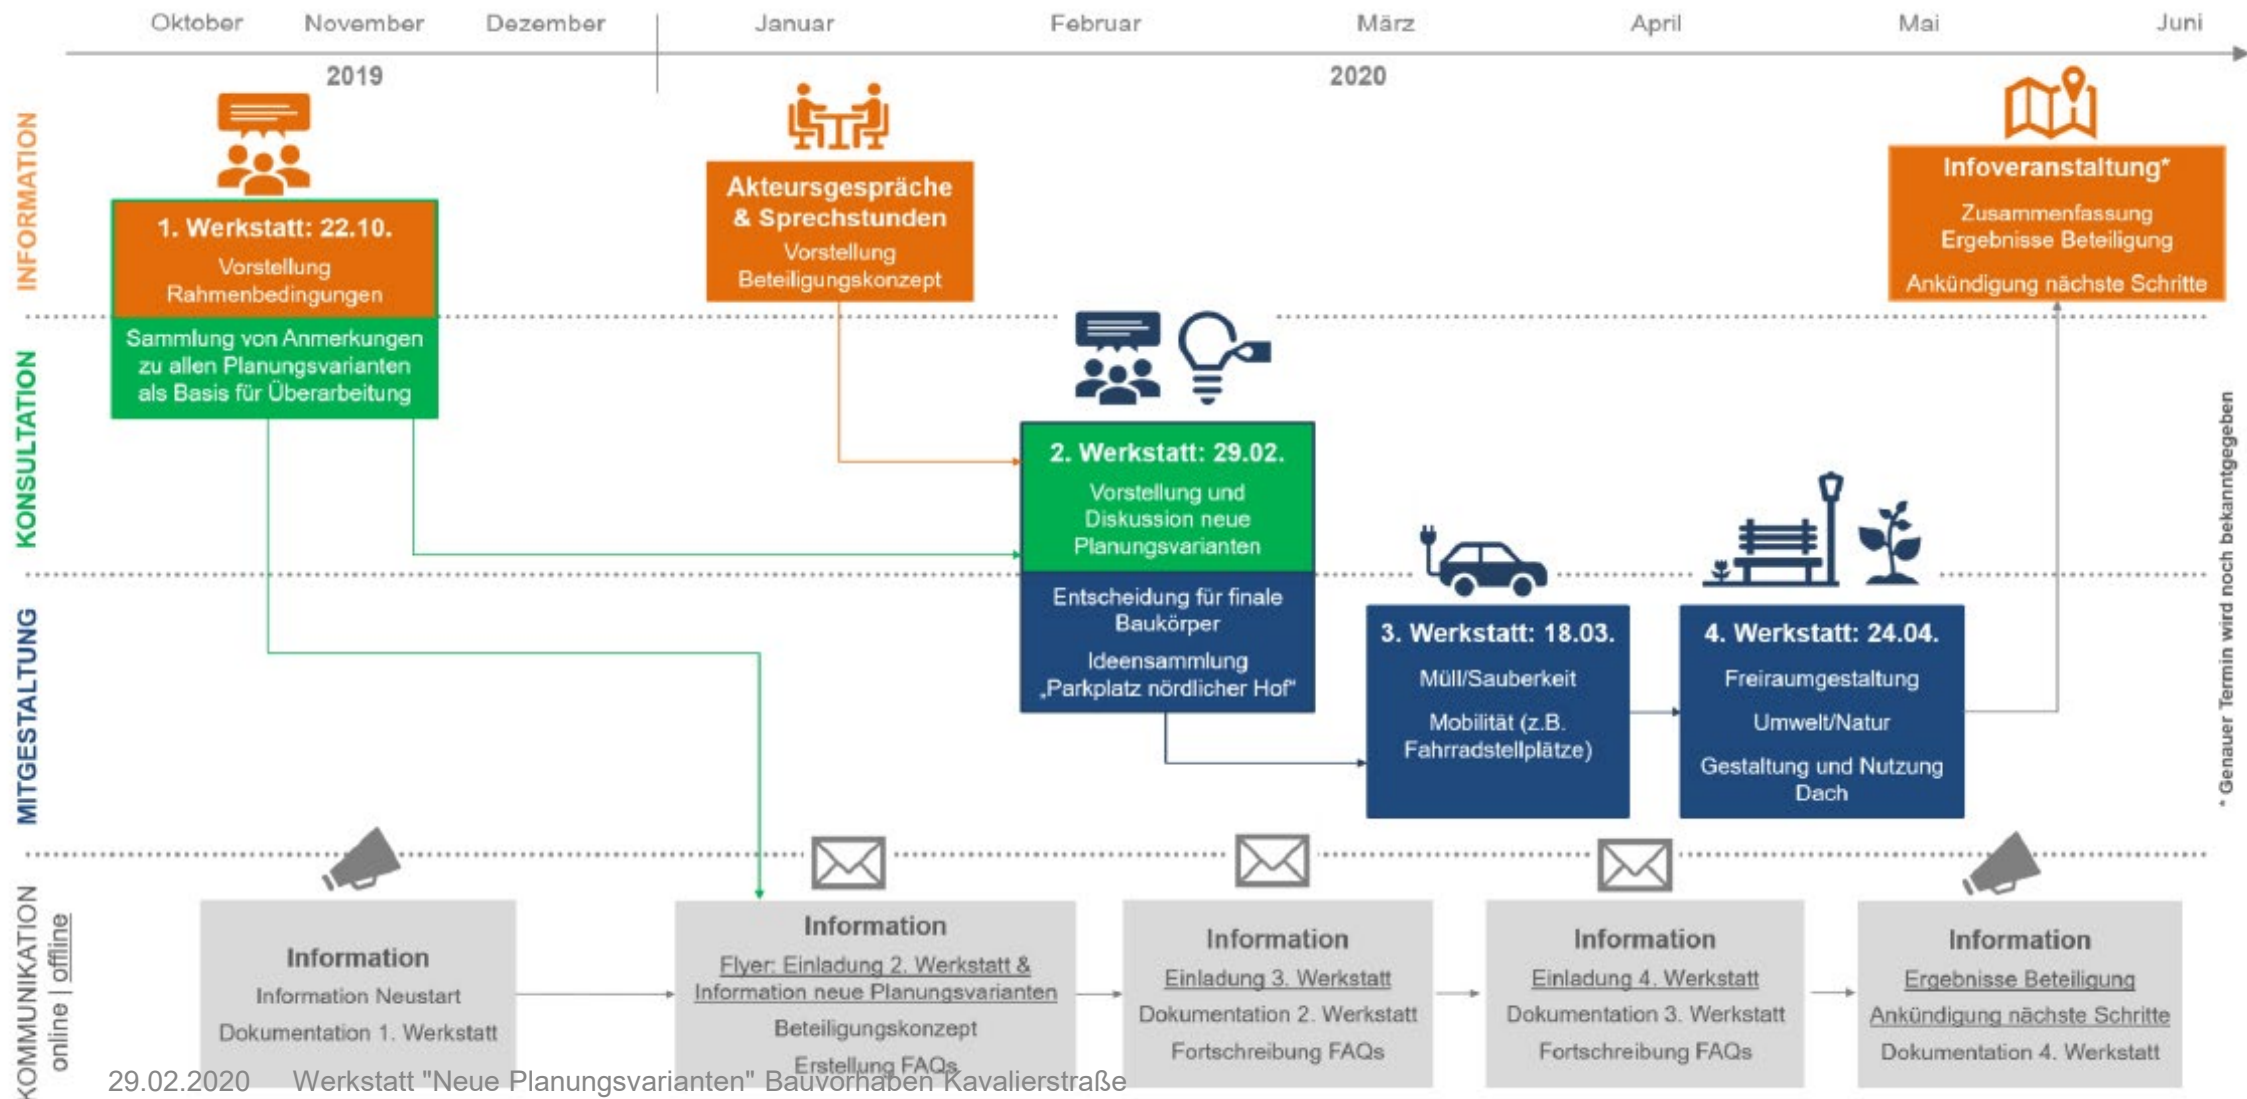 Oktober November Dezember Januar Februar März April Mai Juni
2019 2020
INFORMATION
1. Werkstatt: 22.10.
Vorstellung
Rahmenbedingungen
Sammlung von Anmerkungen
zu allen Planungsvarianten
als Basis für Überarbeitung
Akteursgespräche
& Sprechstunden
Vorstellung
Beteiligungskonzept
Infoveranstaltung*
Zusammenfassung
Ergebnisse Beteiligung
Ankündigung nächste Schritte
KONSULTATION
2. Werkstatt: 29.02.
Vorstellung und
Diskussion neue
Planungsvarianten
Entscheidung für finale
Baukörper
Ideensammlung
„Parkplatz nördlicher Hof“
MITGESTALTUNG
3. Werkstatt: 18.03.
Müll/Sauberkeit
Mobilität (z.B.
Fahrradstellplätze)
4. Werkstatt: 24.04.
Freiraumgestaltung
Umwelt/Natur
Gestaltung und Nutzung
Dach
* Genauer Termin wird noch bekanntgegeben
KOMMUNIKATION
online | offline
Information
Information Neustart
Dokumentation 1. Werkstatt
Information
Flyer: Einladung 2. Werkstatt &
Information neue Planungsvarianten
Beteiligungskonzept
Erstellung FAQs
Information
Einladung 3. Werkstatt
Dokumentation 2. Werkstatt
Fortschreibung FAQs
Information
Einladung 4. Werkstatt
Dokumentation 3. Werkstatt
Fortschreibung FAQs
Information
Ergebnisse Beteiligung
Ankündigung nächste Schritte
Dokumentation 4. Werkstatt
29.02.2020 Werkstatt "Neue Planungsvarianten" Bauvorhaben Kavalierstraße